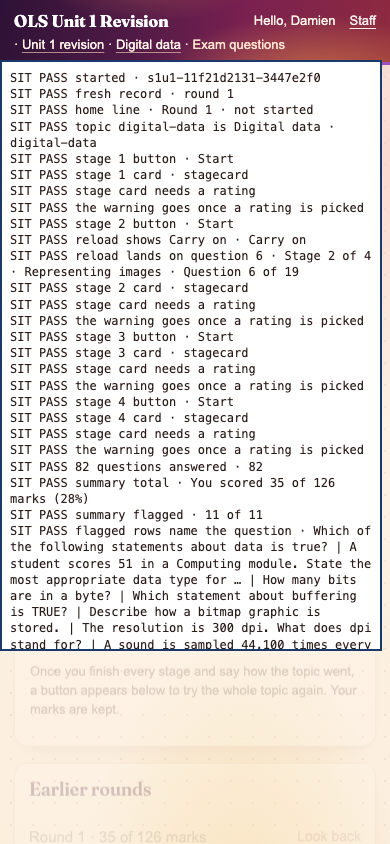 OLS Unit 1 Revision
Hello, Damien
Staff
· Unit 1 revision · Digital data · Exam questions
SIT PASS started · s1u1-11f21d2131-3447e2f0
SIT PASS fresh record · round 1
SIT PASS home line · Round 1 · not started
SIT PASS topic digital-data is Digital data ·
digital-data
SIT PASS stage 1 button · Start
SIT PASS stage 1 card · stagecard
SIT PASS stage card needs a rating
SIT PASS the warning goes once a rating is picked
SIT PASS stage 2 button · Start
SIT PASS reload shows Carry on · Carry on
SIT PASS reload lands on question 6 · Stage 2 of 4
· Representing images · Question 6 of 19
SIT PASS stage 2 card · stagecard
SIT PASS stage card needs a rating
SIT PASS the warning goes once a rating is picked
SIT PASS stage 3 button · Start
SIT PASS stage 3 card · stagecard
SIT PASS stage card needs a rating
SIT PASS the warning goes once a rating is picked
SIT PASS stage 4 button · Start
SIT PASS stage 4 card · stagecard
SIT PASS stage card needs a rating
SIT PASS the warning goes once a rating is picked
SIT PASS 82 questions answered · 82
SIT PASS summary total · You scored 35 of 126
marks (28%)
SIT PASS summary flagged · 11 of 11
SIT PASS flagged rows name the question · Which of
the following statements about data is true? | A
student scores 51 in a Computing module. State the
most appropriate data type for … | How many bits
are in a byte? | Which statement about buffering
is TRUE? | Describe how a bitmap graphic is
stored. | The resolution is 300 dpi. What does dpi
stand for? | A sound is sampled 44,100 times every
Once you finish every stage and say how the topic went,
a button appears below to try the whole topic again. Your
marks are kept.
Earlier rounds
Round 1 · 35 of 126 marks
Look back